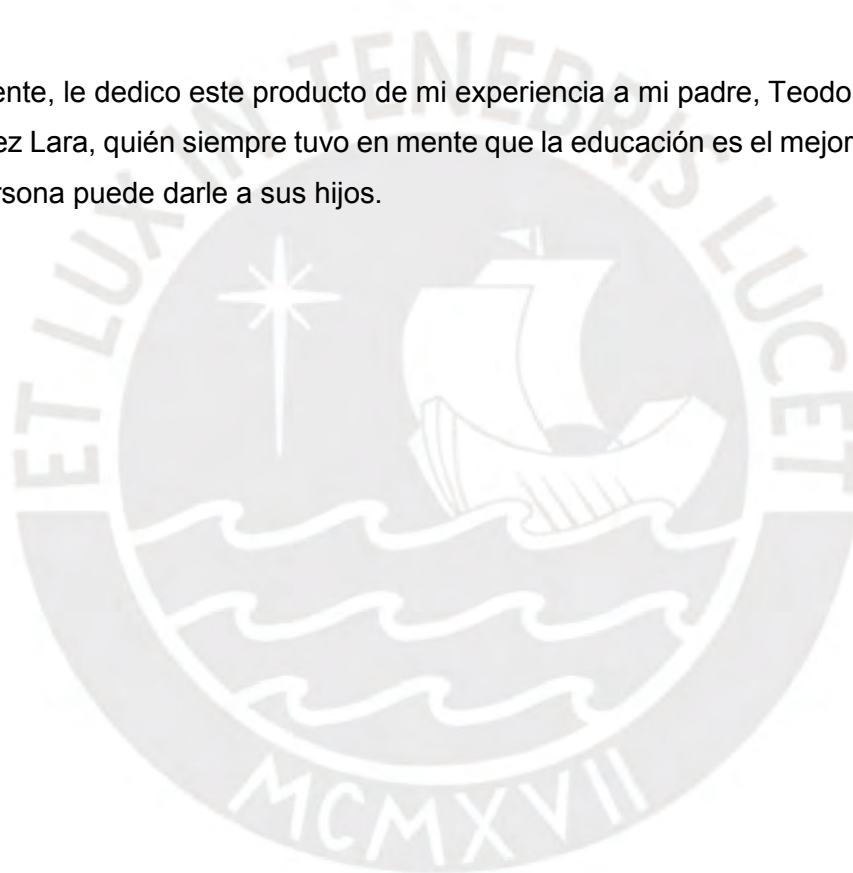 ente, le dedico este producto de mi experiencia a mi padre, Teodo
ez Lara, quién siempre tuvo en mente que la educación es el mejor
rsona puede darle a sus hijos.
ET LUX IN TENEBRIS LUCET
MCMXVII